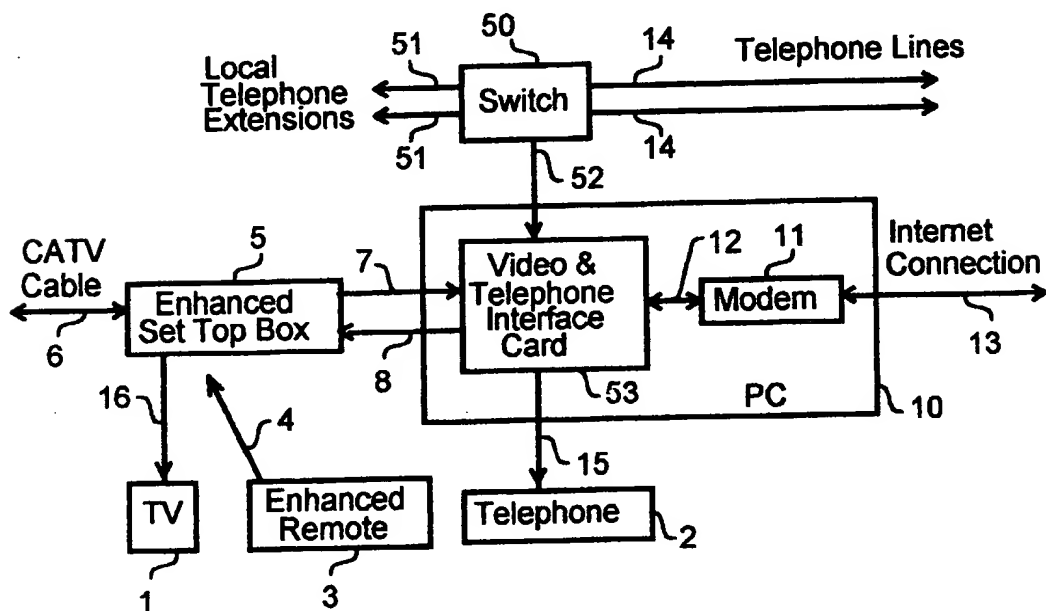 50
51
14
Telephone Lines
Local
Telephone
Extensions
Switch
51
14
52
CATV
Cable
5
7
12
11
Internet
Connection
Enhanced
Set Top Box
Video &
Telephone
Interface
Card
Modem
6
8
13
53
PC
10
16
4
15
TV
Enhanced
Remote
Telephone
2
1
3